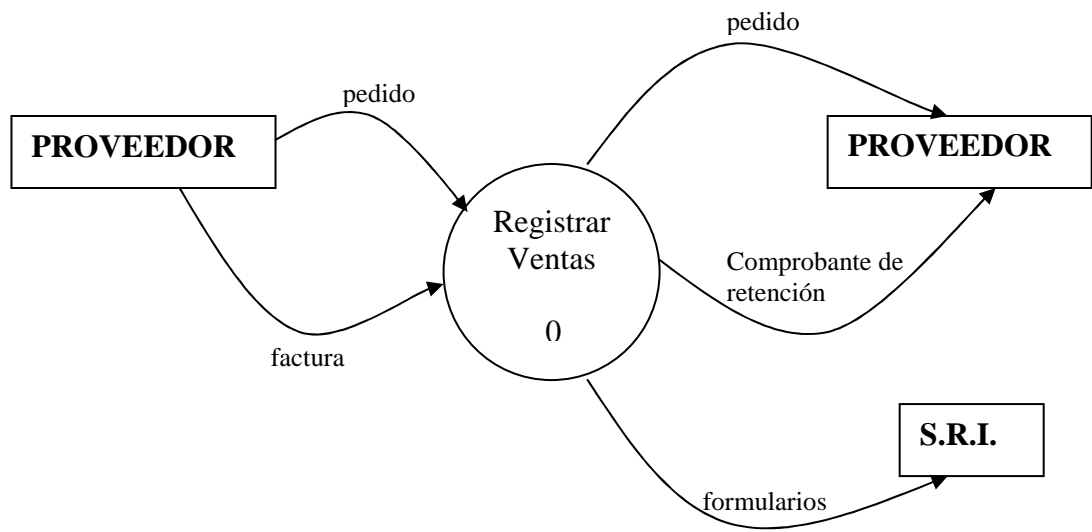 pedido
pedido
PROVEEDOR
PROVEEDOR
Registrar
Ventas
0
Comprobante de
retención
factura
S.R.I.
formularios